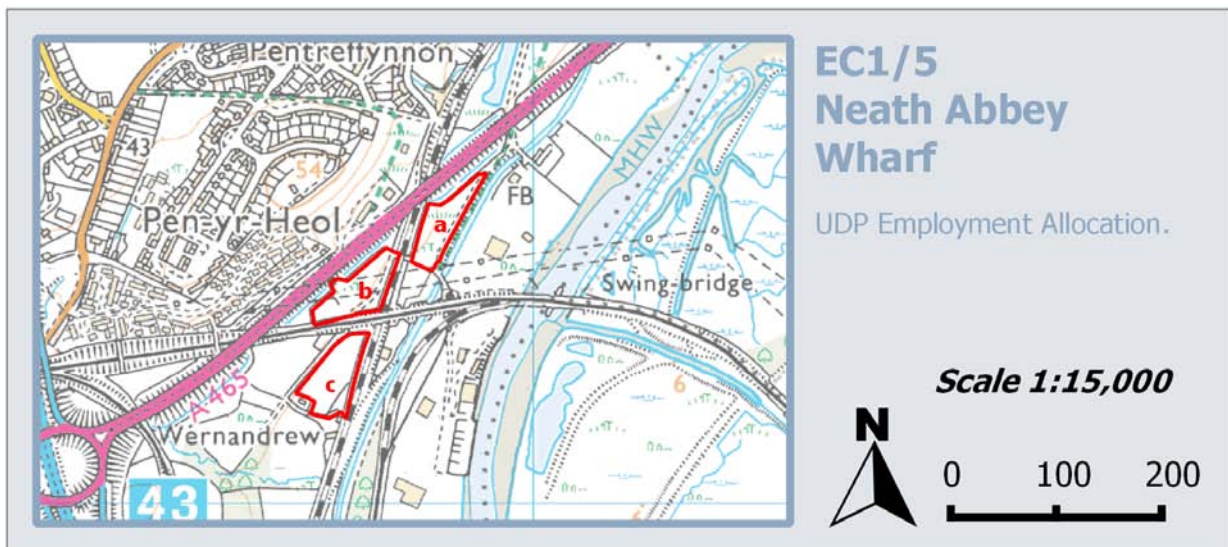 Pentreffynnon
43
54
Pen-yr-Heol
MHW
FB
a
b
c
Swing-bridge
A 465
6
Wernandrew
43
EC1/5
Neath Abbey
Wharf
UDP Employment Allocation.
Scale 1:15,000
N
0 100 200